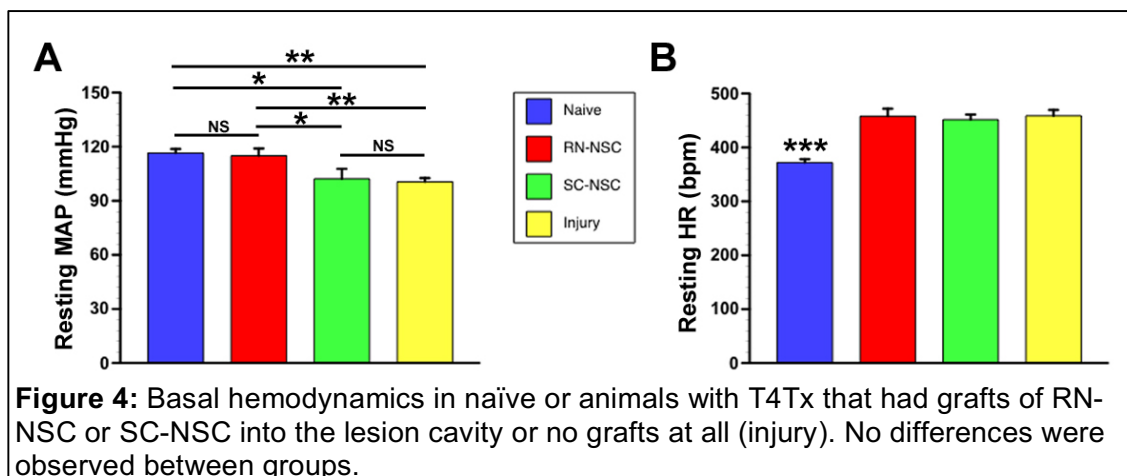 A
B
**
*
**
*
NS
NS
150
120
90
60
30
0
Resting MAP (mmHg)
Naive
RN-NSC
SC-NSC
Injury
500
400
300
200
100
0
Resting HR (bpm)
***
Figure 4: Basal hemodynamics in naïve or animals with T4Tx that had grafts of RN-
NSC or SC-NSC into the lesion cavity or no grafts at all (injury). No differences were
observed between groups.